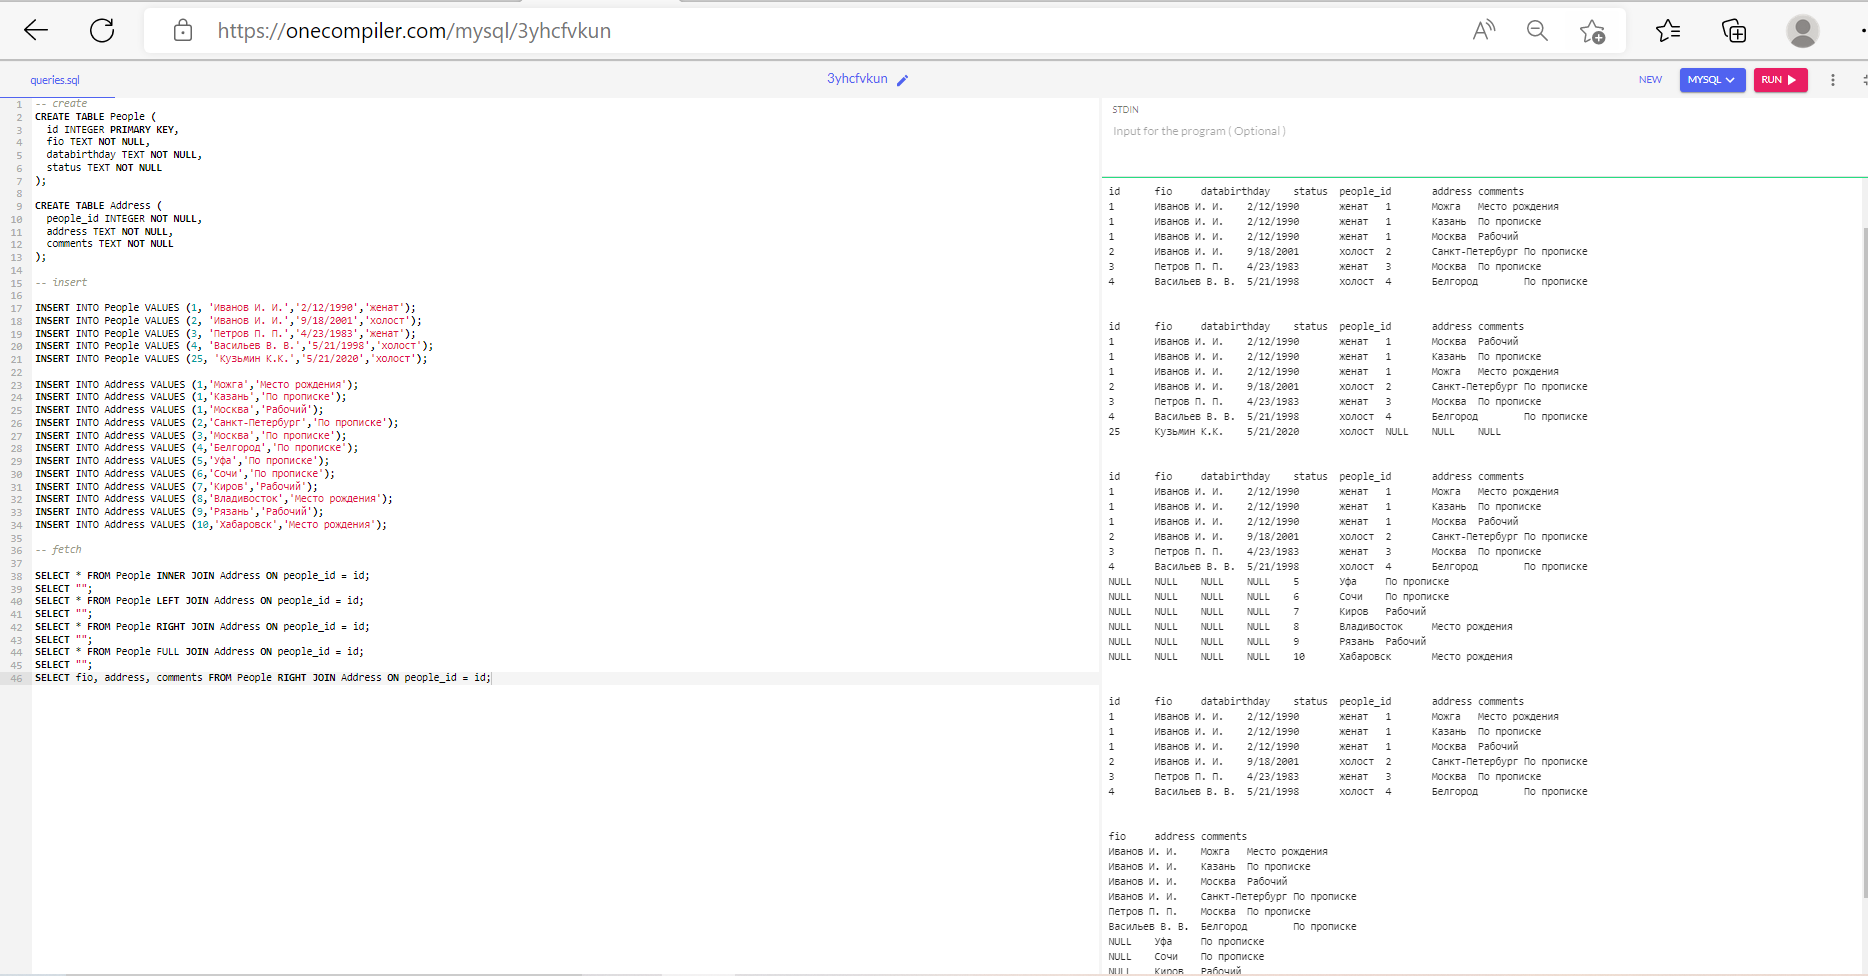 https://onecompiler.com/mysql/3yhcfvkun
queries.sql
3yhcfvkun
NEW
MYSQL
RUN
1 -- create
2 CREATE TABLE People (
3 id INTEGER PRIMARY KEY,
4 fio TEXT NOT NULL,
5 databirthday TEXT NOT NULL,
6 status TEXT NOT NULL
7 );
8
9 CREATE TABLE Address (
10 people_id INTEGER NOT NULL,
11 address TEXT NOT NULL,
12 comments TEXT NOT NULL
13 );
14
15 -- insert
16
17 INSERT INTO People VALUES (1, 'Иванов И. И.','2/12/1990','женат');
18 INSERT INTO People VALUES (2, 'Иванов И. И.','9/18/2001','холост');
19 INSERT INTO People VALUES (3, 'Петров П. П.','4/23/1983','женат');
20 INSERT INTO People VALUES (4, 'Васильев В. В.','5/21/1998','холост');
21 INSERT INTO People VALUES (25, 'Кузьмин К.К.','5/21/2020','холост');
22
23 INSERT INTO Address VALUES (1,'Можга','Место рождения');
24 INSERT INTO Address VALUES (1,'Казань','По прописке');
25 INSERT INTO Address VALUES (1,'Москва','Рабочий');
26 INSERT INTO Address VALUES (2,'Санкт-Петербург','По прописке');
27 INSERT INTO Address VALUES (3,'Москва','По прописке');
28 INSERT INTO Address VALUES (4,'Белгород','По прописке');
29 INSERT INTO Address VALUES (5,'Уфа','По прописке');
30 INSERT INTO Address VALUES (6,'Сочи','По прописке');
31 INSERT INTO Address VALUES (7,'Киров','Рабочий');
32 INSERT INTO Address VALUES (8,'Владивосток','Место рождения');
33 INSERT INTO Address VALUES (9,'Рязань','Рабочий');
34 INSERT INTO Address VALUES (10,'Хабаровск','Место рождения');
35
36 -- fetch
37
38 SELECT * FROM People INNER JOIN Address ON people_id = id;
39 SELECT "";
40 SELECT * FROM People LEFT JOIN Address ON people_id = id;
41 SELECT "";
42 SELECT * FROM People RIGHT JOIN Address ON people_id = id;
43 SELECT "";
44 SELECT * FROM People FULL JOIN Address ON people_id = id;
45 SELECT "";
46 SELECT fio, address, comments FROM People RIGHT JOIN Address ON people_id = id;
STDIN
Input for the program ( Optional )
id fio databirthday status people_id address comments
1 Иванов И. И. 2/12/1990 женат 1 Можга Место рождения
1 Иванов И. И. 2/12/1990 женат 1 Казань По прописке
1 Иванов И. И. 2/12/1990 женат 1 Москва Рабочий
2 Иванов И. И. 9/18/2001 холост 2 Санкт-Петербург По прописке
3 Петров П. П. 4/23/1983 женат 3 Москва По прописке
4 Васильев В. В. 5/21/1998 холост 4 Белгород По прописке
id fio databirthday status people_id address comments
1 Иванов И. И. 2/12/1990 женат 1 Москва Рабочий
1 Иванов И. И. 2/12/1990 женат 1 Казань По прописке
1 Иванов И. И. 2/12/1990 женат 1 Можга Место рождения
2 Иванов И. И. 9/18/2001 холост 2 Санкт-Петербург По прописке
3 Петров П. П. 4/23/1983 женат 3 Москва По прописке
4 Васильев В. В. 5/21/1998 холост 4 Белгород По прописке
25 Кузьмин К.К. 5/21/2020 холост NULL NULL NULL
id fio databirthday status people_id address comments
1 Иванов И. И. 2/12/1990 женат 1 Можга Место рождения
1 Иванов И. И. 2/12/1990 женат 1 Казань По прописке
1 Иванов И. И. 2/12/1990 женат 1 Москва Рабочий
2 Иванов И. И. 9/18/2001 холост 2 Санкт-Петербург По прописке
3 Петров П. П. 4/23/1983 женат 3 Москва По прописке
4 Васильев В. В. 5/21/1998 холост 4 Белгород По прописке
NULL NULL NULL NULL 5 Уфа По прописке
NULL NULL NULL NULL 6 Сочи По прописке
NULL NULL NULL NULL 7 Киров Рабочий
NULL NULL NULL NULL 8 Владивосток Место рождения
NULL NULL NULL NULL 9 Рязань Рабочий
NULL NULL NULL NULL 10 Хабаровск Место рождения
id fio databirthday status people_id address comments
1 Иванов И. И. 2/12/1990 женат 1 Можга Место рождения
1 Иванов И. И. 2/12/1990 женат 1 Казань По прописке
1 Иванов И. И. 2/12/1990 женат 1 Москва Рабочий
2 Иванов И. И. 9/18/2001 холост 2 Санкт-Петербург По прописке
3 Петров П. П. 4/23/1983 женат 3 Москва По прописке
4 Васильев В. В. 5/21/1998 холост 4 Белгород По прописке
fio address comments
Иванов И. И. Можга Место рождения
Иванов И. И. Казань По прописке
Иванов И. И. Москва Рабочий
Иванов И. И. Санкт-Петербург По прописке
Петров П. П. Москва По прописке
Васильев В. В. Белгород По прописке
NULL Уфа По прописке
NULL Сочи По прописке
NULL Киров Рабочий